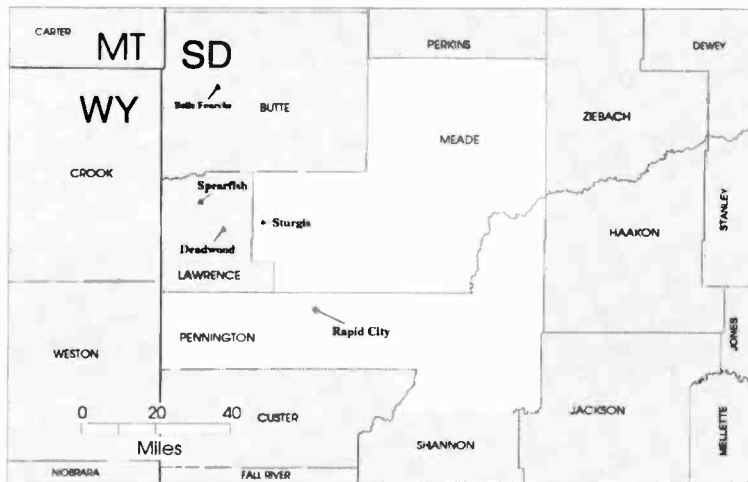 CARTER
MT
SD
PERKINS
DEWEY
WY
Belle Fourche
BUTTE
ZIEBACH
MEADE
CROOK
Spearfish
STANLEY
Sturgis
HAAKON
Deadwood
LAWRENCE
Rapid City
PENNINGTON
JONES
WESTON
0 20 40
Miles
CUSTER
JACKSON
MELLETTE
SHANNON
NIOBRARA
FALL RIVER